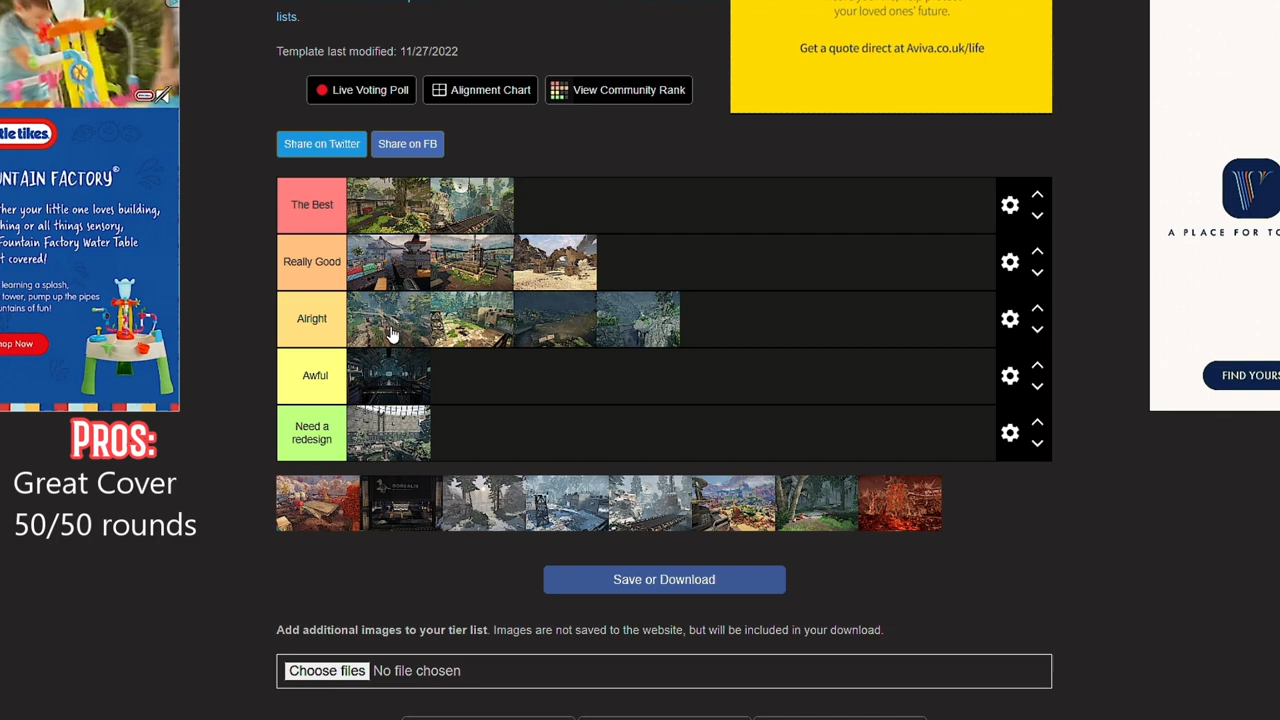 lists.
your loved ones' future.
Get a quote direct at Aviva.co.uk/life
Template last modified: 11/27/2022
Live Voting Poll
Alignment Chart
View Community Rank
Share on Twitter
Share on FB
tle tikes
UNTAIN FACTORY®
her your little one loves building,
hing or all things sensory,
Fountain Factory Water Table
t covered!
learning a splash,
tower, pump up the pipes
untains of fun!
hop Now
The Best
Really Good
Alright
Awful
Need a
redesign
A PLACE FOR TO
FIND YOURS
PROS:
Great Cover
50/50 rounds
BOREALIS
Save or Download
Add additional images to your tier list. Images are not saved to the website, but will be included in your download.
Choose files No file chosen